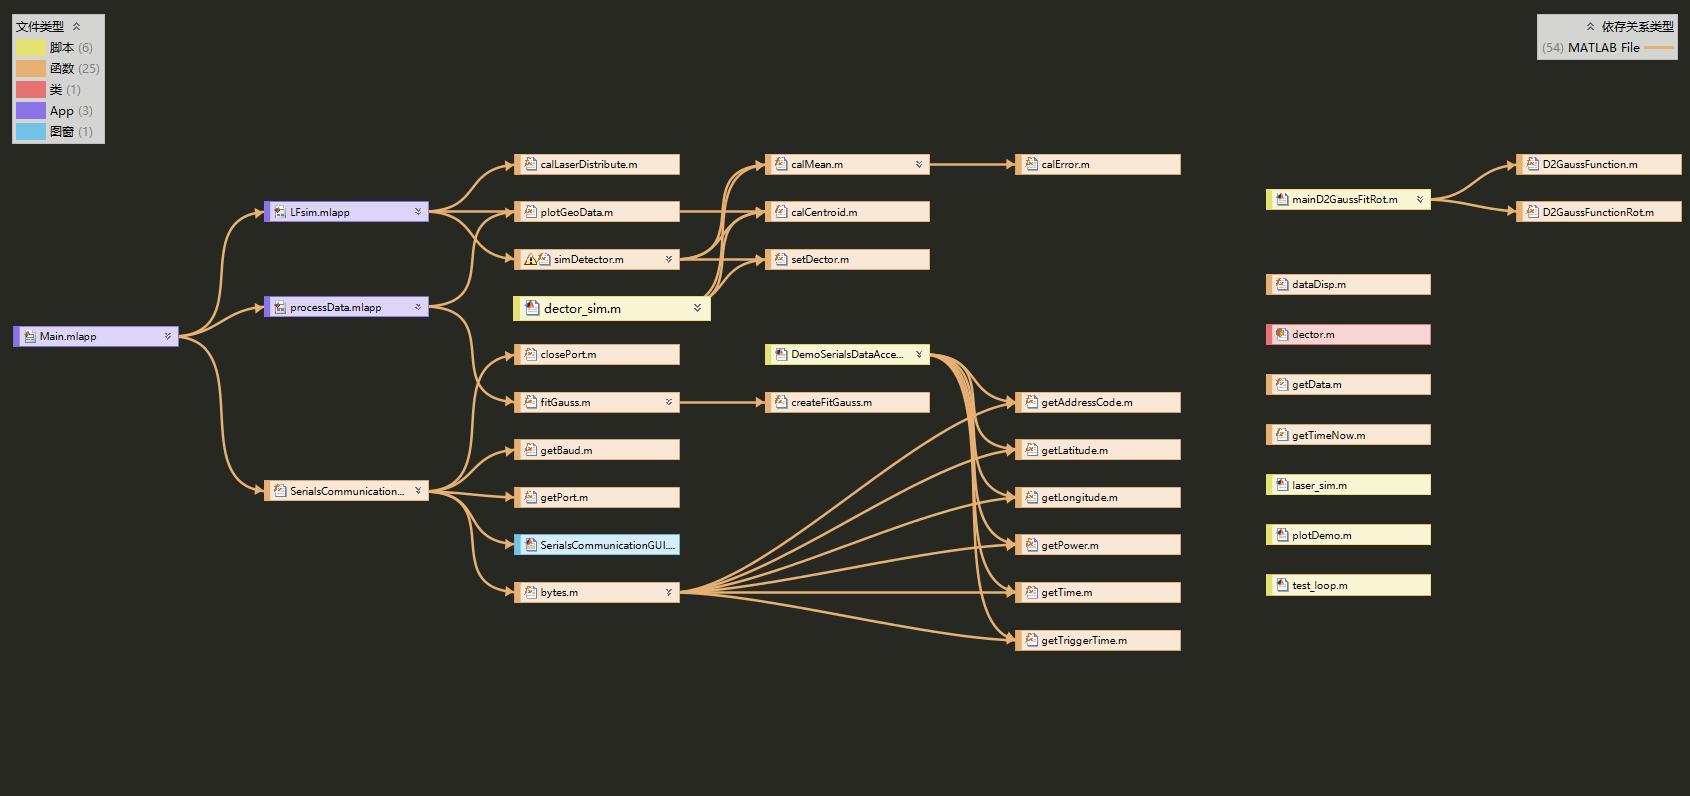 文件类型
脚本 (6)
函数 (25)
类 (1)
App (3)
图窗 (1)
依存关系类型
(54) MATLAB File
Main.mlapp
LFsim.mlapp
processData.mlapp
SerialsCommunication...
calLaserDistribute.m
plotGeoData.m
simDetector.m
dector_sim.m
closePort.m
fitGauss.m
getBaud.m
getPort.m
SerialsCommunicationGUI....
bytes.m
calMean.m
calCentroid.m
setDector.m
DemoSerialsDataAcce...
createFitGauss.m
calError.m
getAddressCode.m
getLatitude.m
getLongitude.m
getPower.m
getTime.m
getTriggerTime.m
mainD2GaussFitRot.m
dataDisp.m
dector.m
getData.m
getTimeNow.m
laser_sim.m
plotDemo.m
test_loop.m
D2GaussFunction.m
D2GaussFunctionRot.m